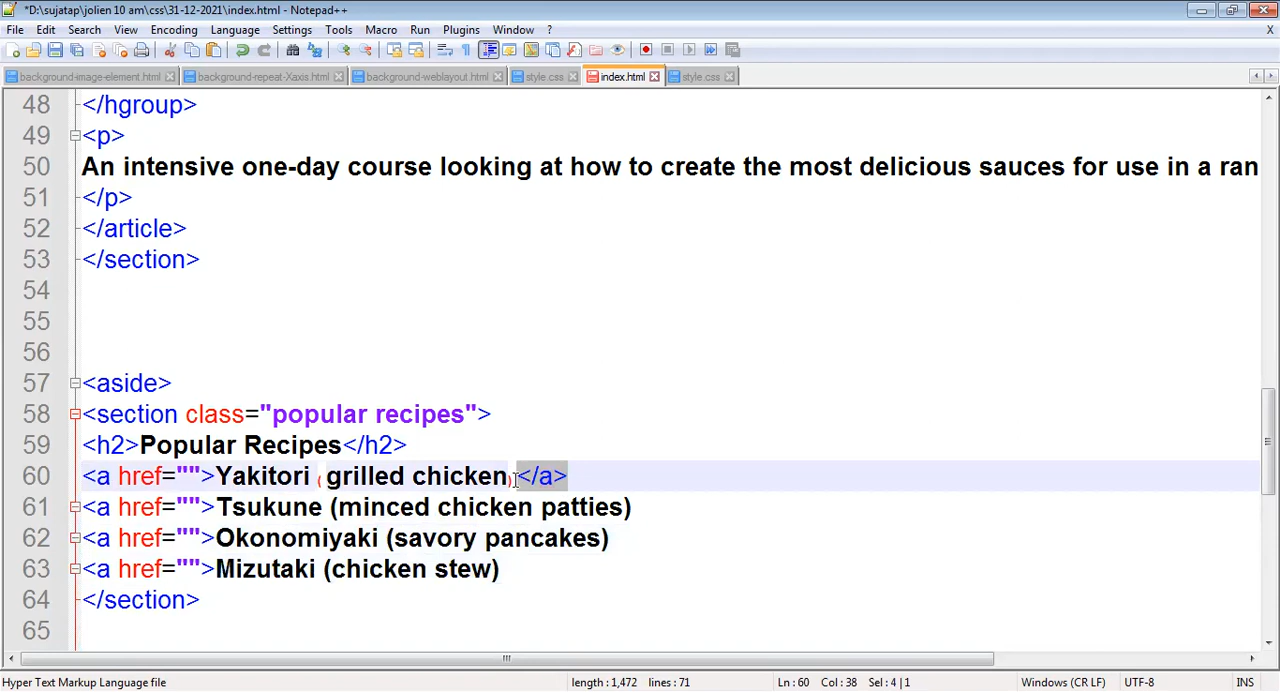 *D:\sujatap\jolien 10 am\css\31-12-2021\index.html - Notepad++
File Edit Search View Encoding Language Settings Tools Macro Run Plugins Window ? X
background-image-element.html background-repeat-Xaxis.html background-weblayout.html style.css index.html style.css
48 </hgroup>
49 <p>
50 An intensive one-day course looking at how to create the most delicious sauces for use in a ran
51 </p>
52 </article>
53 </section>
54
55
56
57 <aside>
58 <section class="popular recipes">
59 <h2>Popular Recipes</h2>
60 <a href="">Yakitori (grilled chicken)</a>
61 <a href="">Tsukune (minced chicken patties)
62 <a href="">Okonomiyaki (savory pancakes)
63 <a href="">Mizutaki (chicken stew)
64 </section>
65
Hyper Text Markup Language file length : 1,472 lines : 71 Ln : 60 Col : 38 Sel : 4 | 1 Windows (CR LF) UTF-8 INS